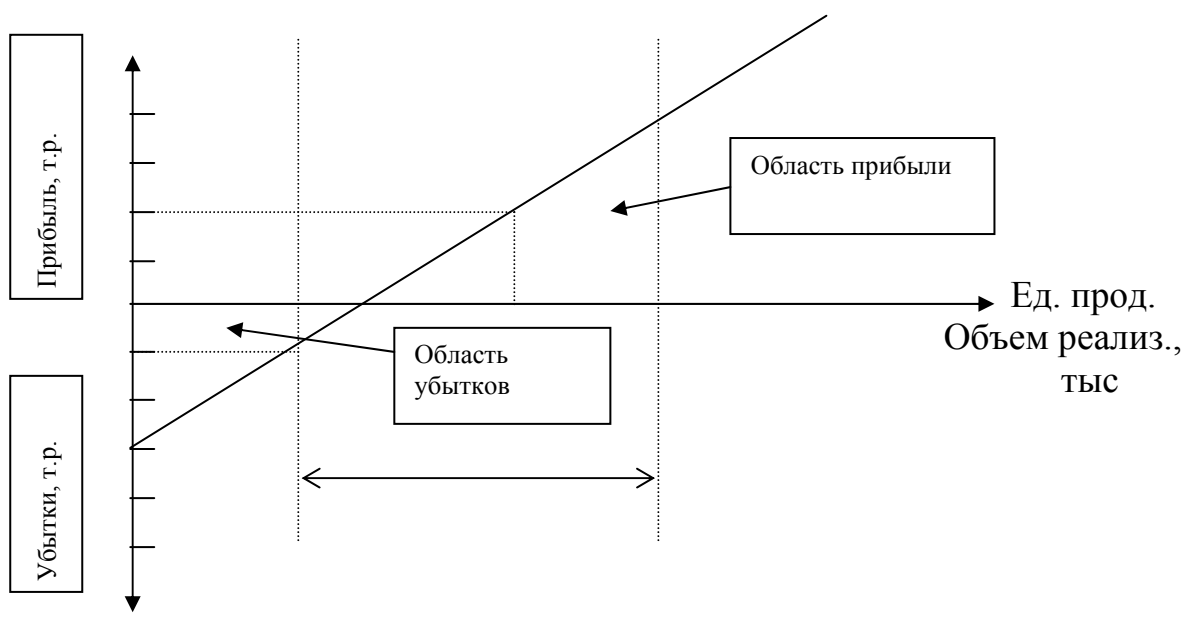 Прибыль, т.р.
Область прибыли
Ед. прод.
Объем реализ.,
тыс
Область
убытков
Убытки, т.р.